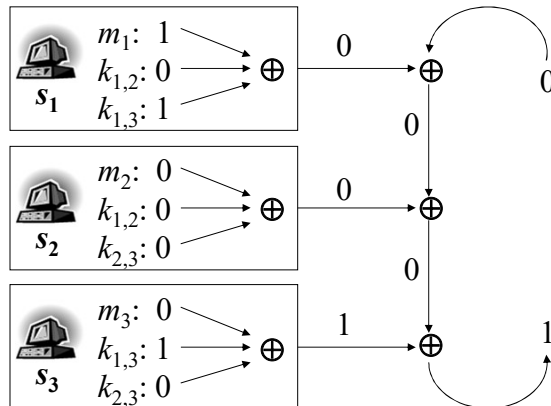 m₁: 1
k₁,₂: 0
k₁,₃: 1
s₁
0
0
0
m₂: 0
k₁,₂: 0
k₂,₃: 0
s₂
0
0
m₃: 0
k₁,₃: 1
k₂,₃: 0
s₃
1
1